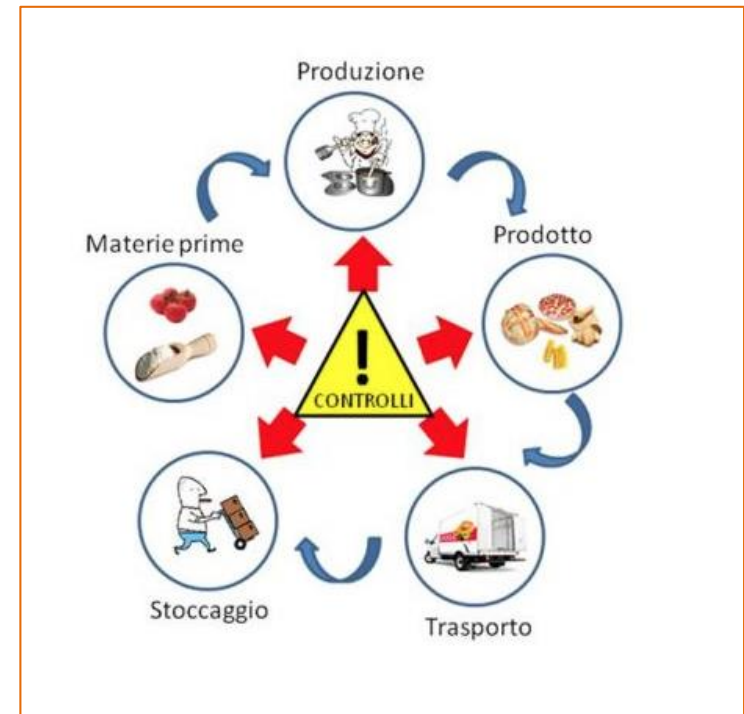 Produzione
Materie prime
Prodotto
!
CONTROLLI
Stoccaggio
Trasporto